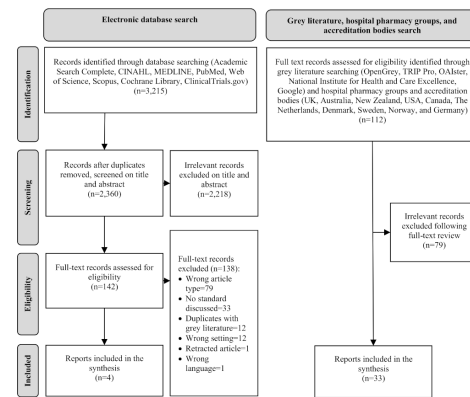 Electronic database search
Grey literature, hospital pharmacy groups, and
accreditation bodies search
Identification
Records identified through database searching (Academic
Search Complete, CINAHL, MEDLINE, PubMed, Web
of Science, Scopus, Cochrane Library, ClinicalTrials.gov)
(n=3,215)
Full text records assessed for eligibility identified through
grey literature searching (OpenGrey, TRIP Pro, OAIster,
National Institute for Health and Care Excellence,
Google) and hospital pharmacy groups and accreditation
bodies (UK, Australia, New Zealand, USA, Canada, The
Netherlands, Denmark, Sweden, Norway, and Germany)
(n=112)
Screening
Records after duplicates
removed, screened on title
and abstract
(n=2,360)
Irrelevant records
excluded on title and
abstract
(n=2,218)
Irrelevant records
excluded following
full-text review
(n=79)
Eligibility
Full-text records assessed for
eligibility
(n=142)
Full-text records
excluded (n=138):
• Wrong article
type=79
• No standard
discussed=33
• Duplicates with
grey literature=12
• Wrong setting=12
• Retracted article=1
• Wrong
language=1
Included
Reports included in the
synthesis
(n=4)
Reports included in the
synthesis
(n=33)